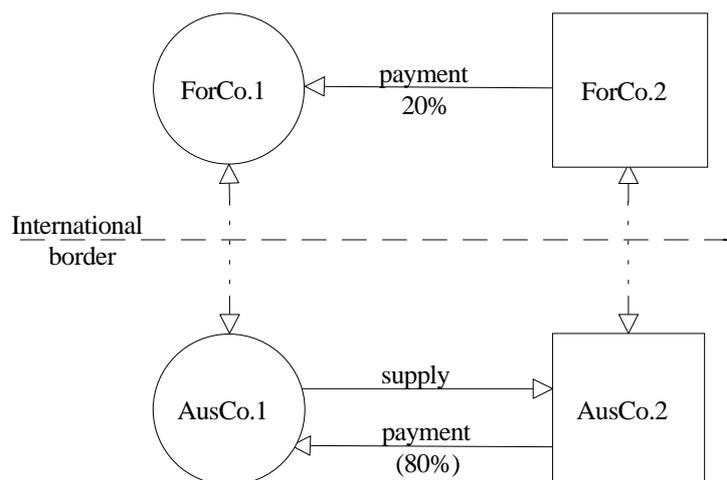 ForCo.1
payment
20%
ForCo.2
International
border
AusCo.1
supply
payment
(80%)
AusCo.2